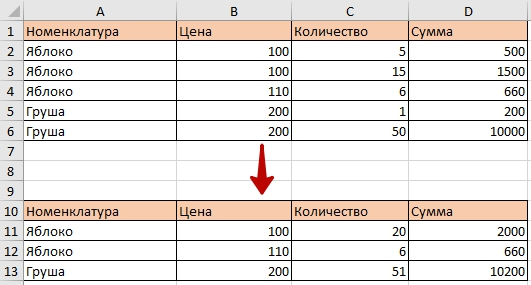 A B C D
1 Номенклатура Цена Количество Сумма
2 Яблоко 100 5 500
3 Яблоко 100 15 1500
4 Яблоко 110 6 660
5 Груша 200 1 200
6 Груша 200 50 10000
7
8
9
10 Номенклатура Цена Количество Сумма
11 Яблоко 100 20 2000
12 Яблоко 110 6 660
13 Груша 200 51 10200